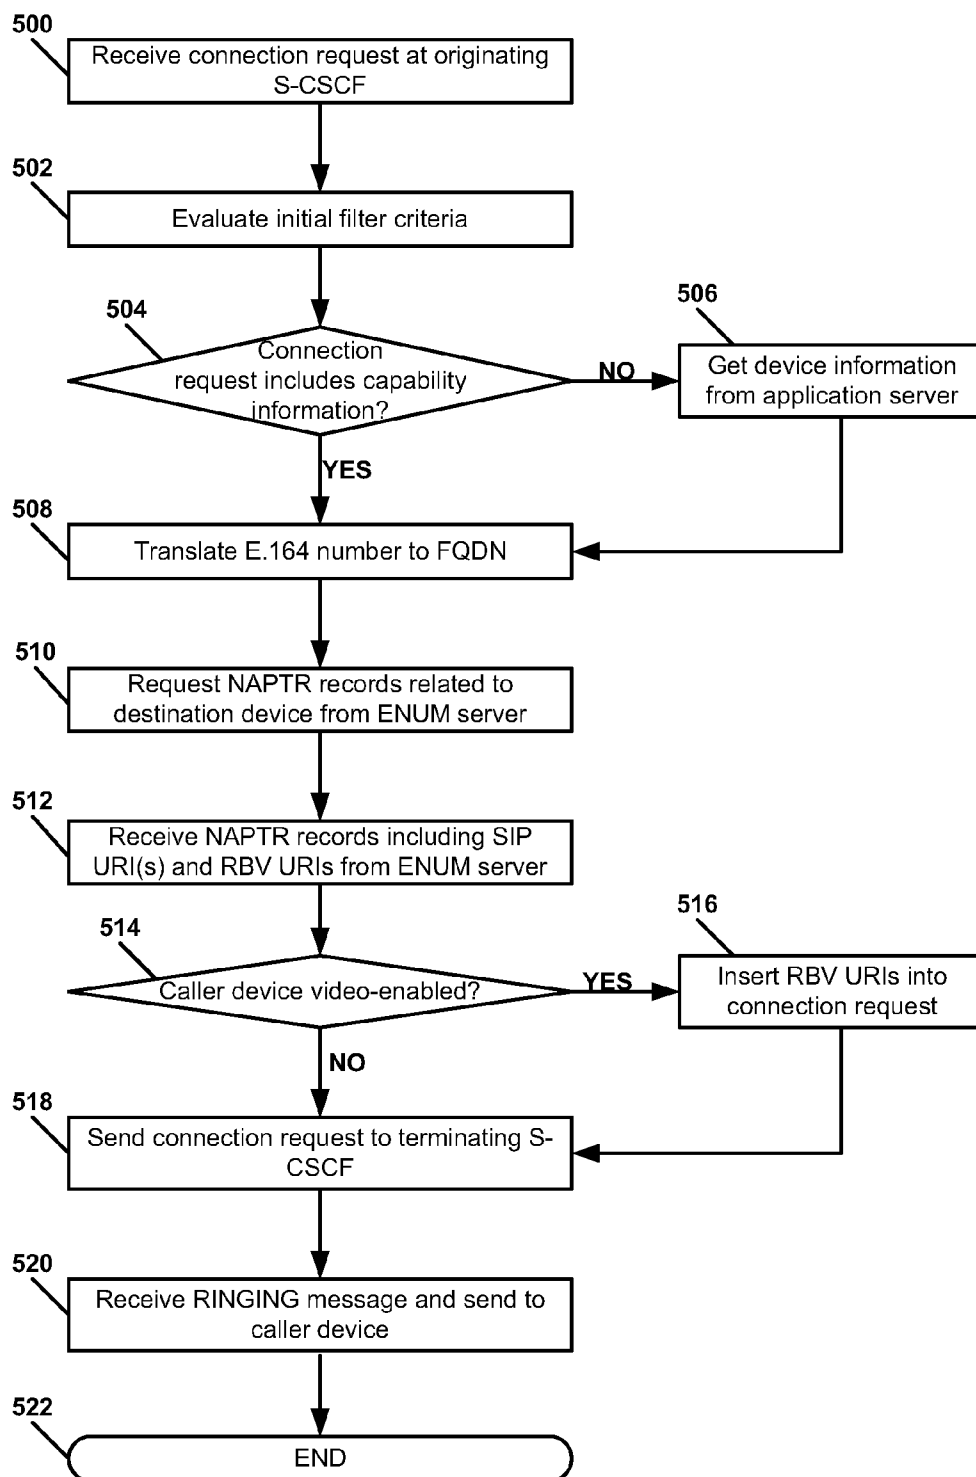 500
Receive connection request at originating
S-CSCF
502
Evaluate initial filter criteria
504
Connection
request includes capability
information?
NO
506
Get device information
from application server
YES
508
Translate E.164 number to FQDN
510
Request NAPTR records related to
destination device from ENUM server
512
Receive NAPTR records including SIP
URI(s) and RBV URIs from ENUM server
514
Caller device video-enabled?
YES
516
Insert RBV URIs into
connection request
NO
518
Send connection request to terminating S-
CSCF
520
Receive RINGING message and send to
caller device
522
END